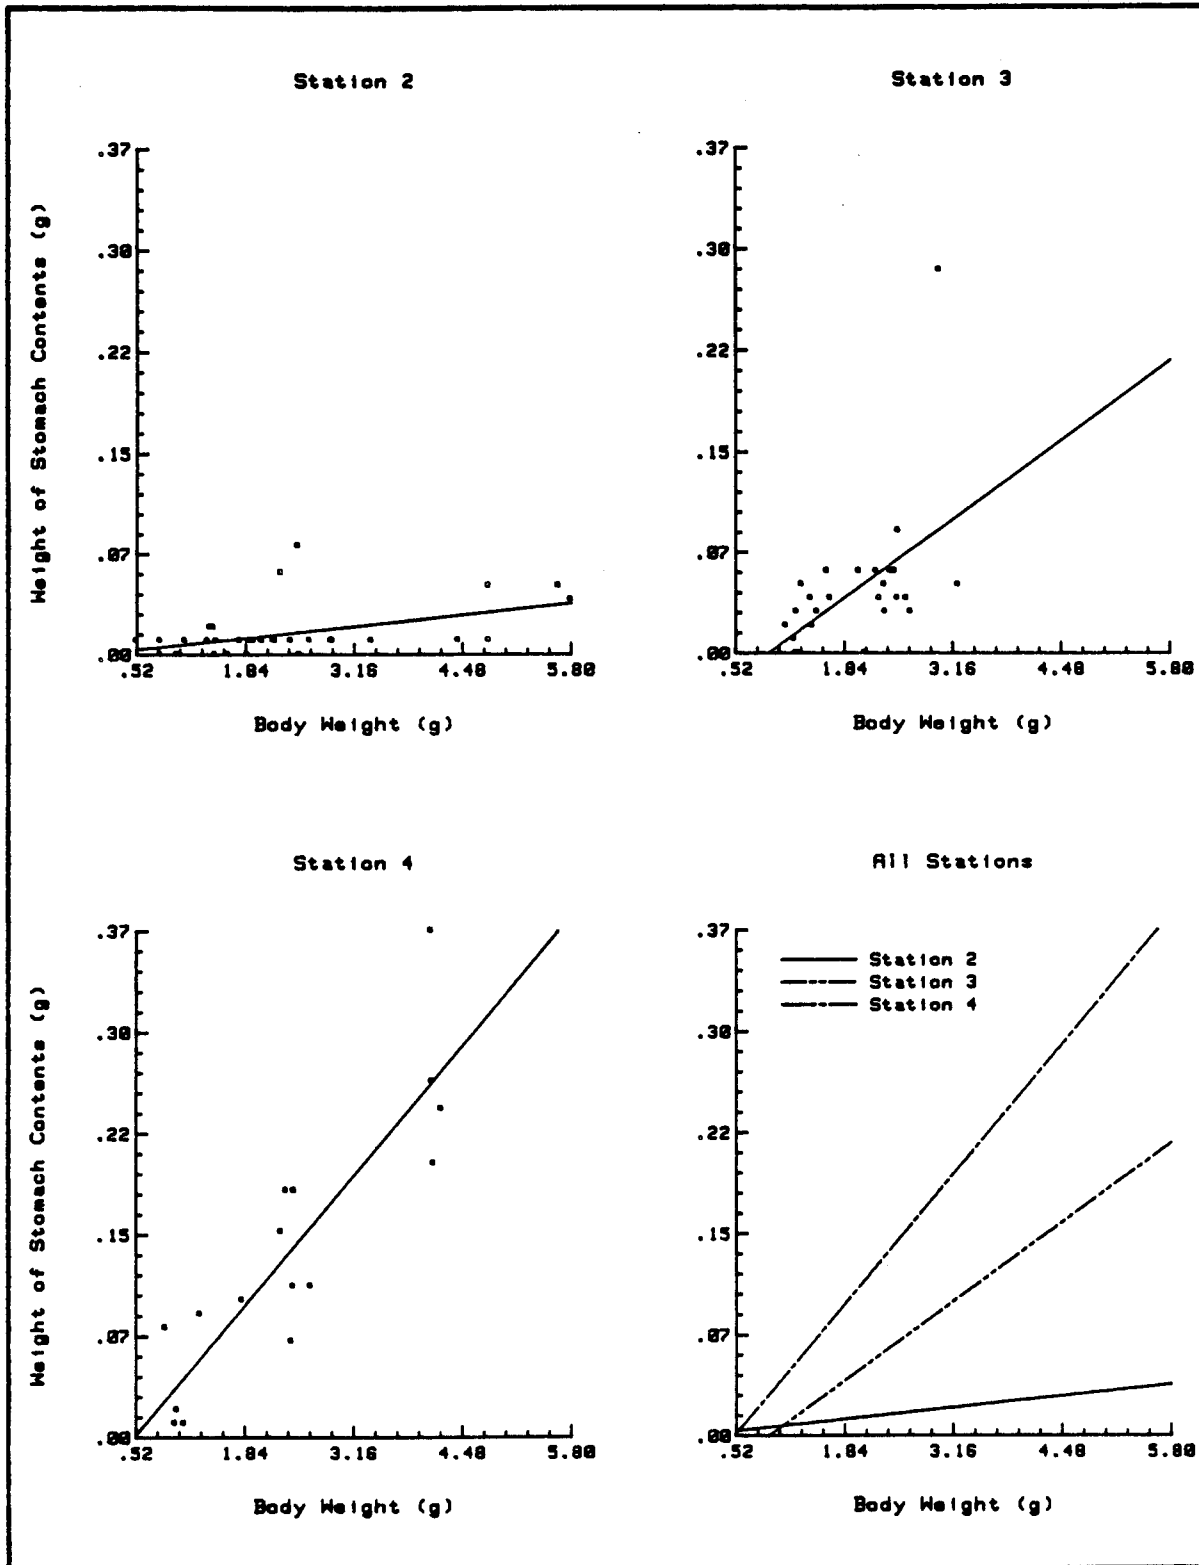 Station 2
.37
.30
.22
.15
.07
.00
.52 1.84 3.16 4.48 5.80
Weight of Stomach Contents (g)
Body Weight (g)
Station 3
.37
.30
.22
.15
.07
.00
.52 1.84 3.16 4.48 5.80
Body Weight (g)
Station 4
.37
.30
.22
.15
.07
.00
.52 1.84 3.16 4.48 5.80
Weight of Stomach Contents (g)
Body Weight (g)
All Stations
Station 2
Station 3
Station 4
.37
.30
.22
.15
.07
.00
.52 1.84 3.16 4.48 5.80
Body Weight (g)